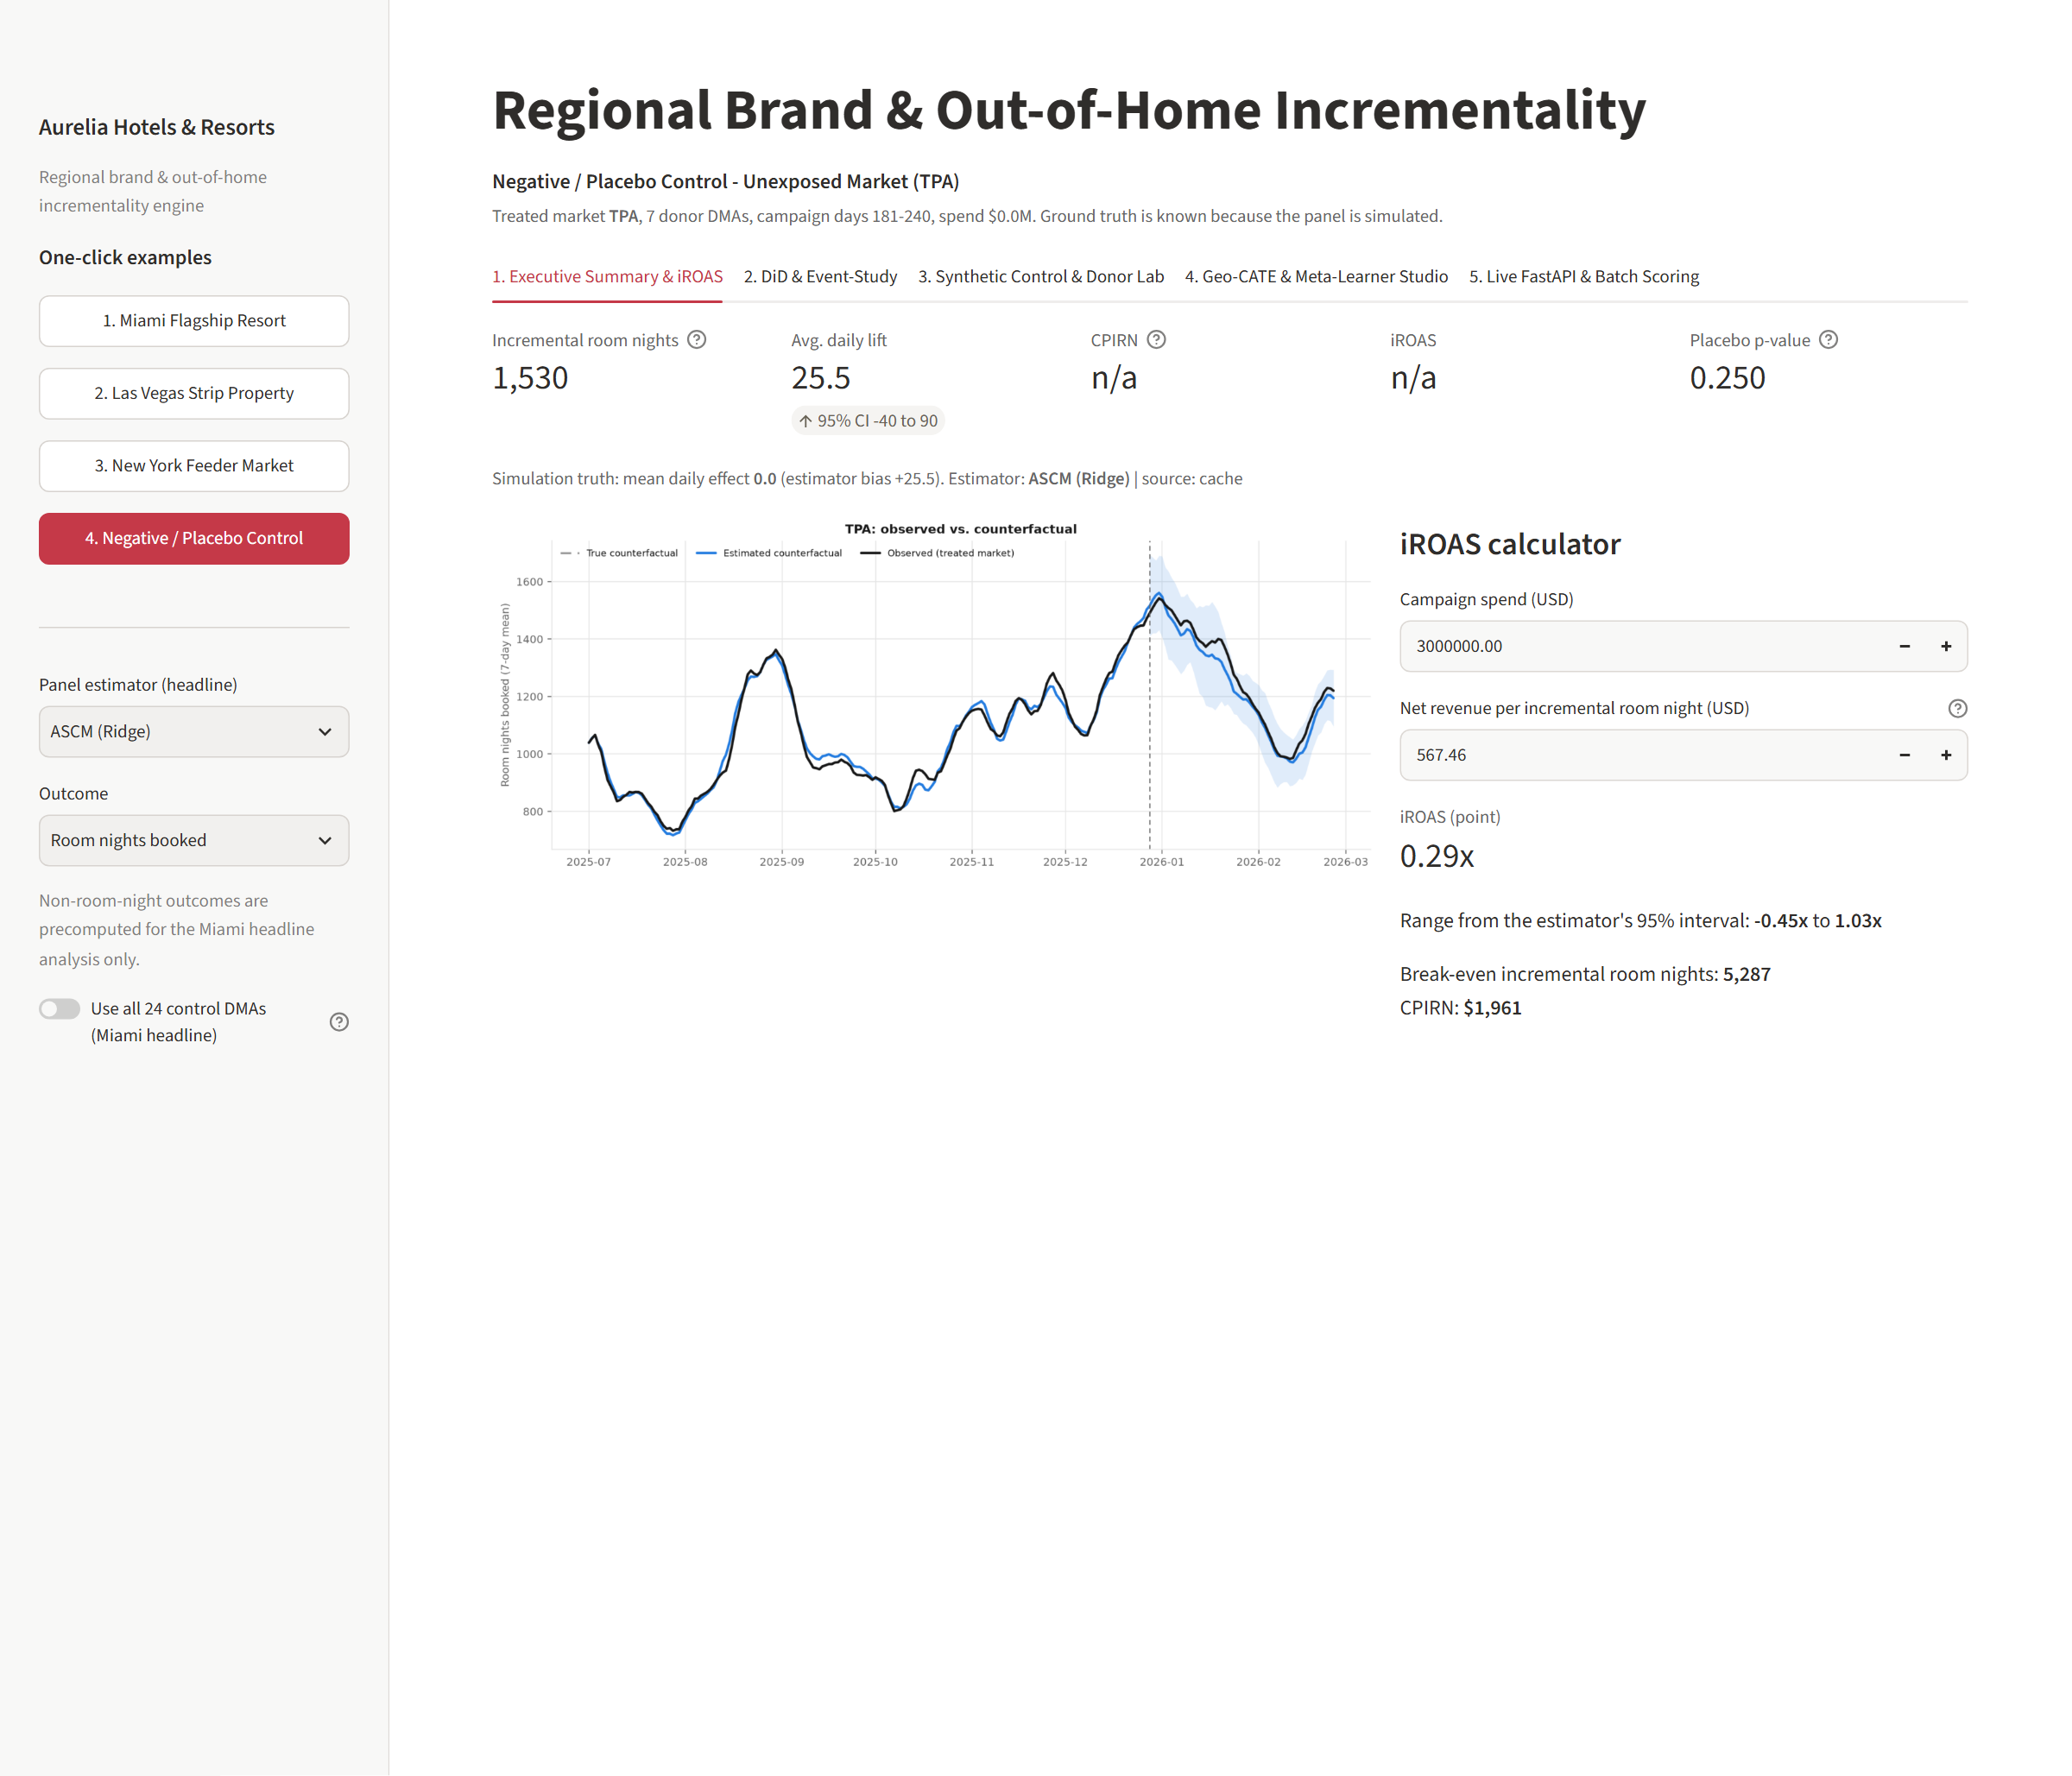 Aurelia Hotels & Resorts
Regional brand & out-of-home
incrementality engine
One-click examples
1. Miami Flagship Resort
2. Las Vegas Strip Property
3. New York Feeder Market
4. Negative / Placebo Control
Panel estimator (headline)
ASCM (Ridge)
Outcome
Room nights booked
Non-room-night outcomes are
precomputed for the Miami headline
analysis only.
Use all 24 control DMAs
(Miami headline)
Regional Brand & Out-of-Home Incrementality
Negative / Placebo Control - Unexposed Market (TPA)
Treated market TPA, 7 donor DMAs, campaign days 181-240, spend $0.0M. Ground truth is known because the panel is simulated.
1. Executive Summary & iROAS 2. DiD & Event-Study 3. Synthetic Control & Donor Lab 4. Geo-CATE & Meta-Learner Studio 5. Live FastAPI & Batch Scoring
Incremental room nights
1,530
Avg. daily lift
25.5
↑ 95% CI -40 to 90
CPIRN
n/a
iROAS
n/a
Placebo p-value
0.250
Simulation truth: mean daily effect 0.0 (estimator bias +25.5). Estimator: ASCM (Ridge) | source: cache
TPA: observed vs. counterfactual
True counterfactual Estimated counterfactual Observed (treated market)
Room nights booked (7-day mean)
1600
1400
1200
1000
800
2025-07 2025-08 2025-09 2025-10 2025-11 2025-12 2026-01 2026-02 2026-03
iROAS calculator
Campaign spend (USD)
3000000.00
Net revenue per incremental room night (USD)
567.46
iROAS (point)
0.29x
Range from the estimator's 95% interval: -0.45x to 1.03x
Break-even incremental room nights: 5,287
CPIRN: $1,961